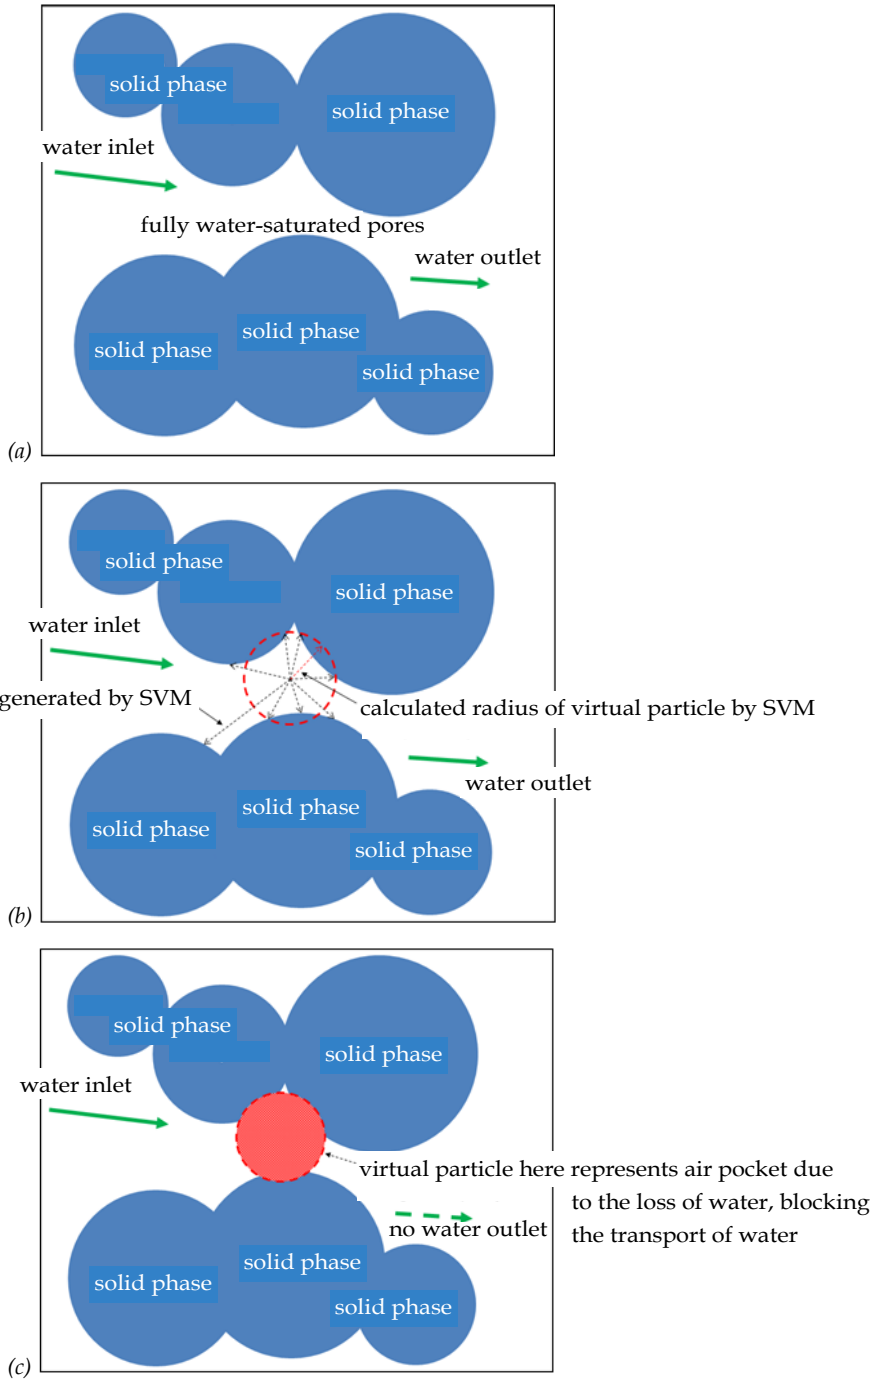 solid phase
solid phase
water inlet
fully water-saturated pores
water outlet
solid phase
solid phase
solid phase
(a)
solid phase
solid phase
water inlet
generated by SVM
calculated radius of virtual particle by SVM
water outlet
solid phase
solid phase
solid phase
(b)
solid phase
solid phase
water inlet
virtual particle here represents air pocket due
to the loss of water, blocking
no water outlet
the transport of water
solid phase
solid phase
solid phase
(c)